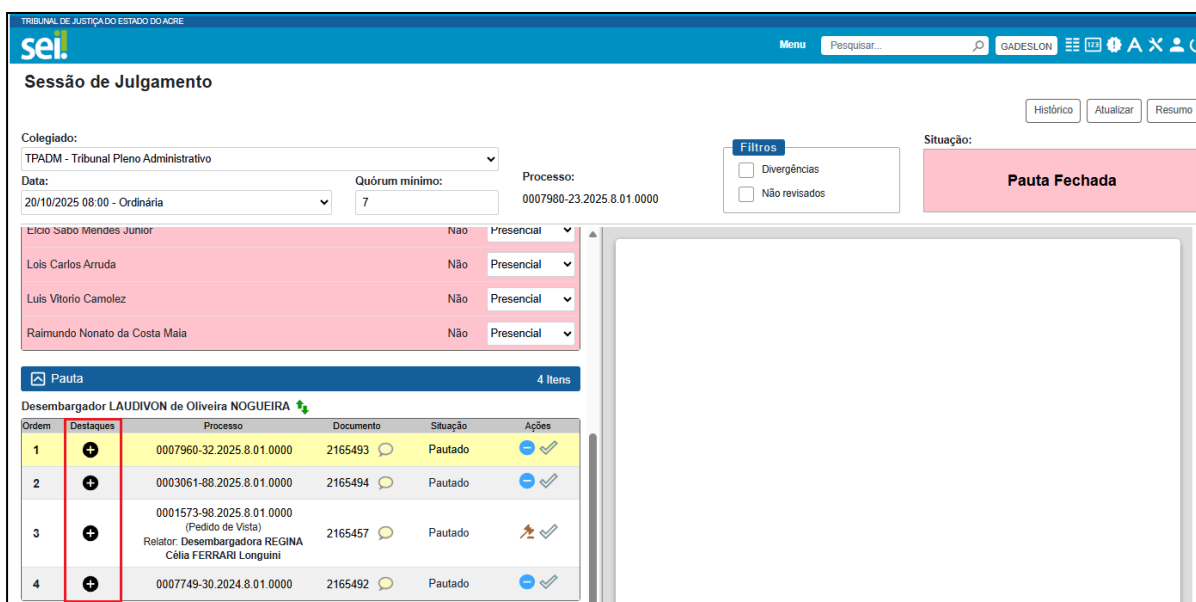 TRIBUNAL DE JUSTIÇA DO ESTADO DO ACRE
sei!
Menu
Pesquisar...
GADESLON
123
Sessão de Julgamento
Histórico
Atualizar
Resumo
Colegiado:
TPADM - Tribunal Pleno Administrativo
Data:
20/10/2025 08:00 - Ordinária
Quórum mínimo:
7
Processo:
0007980-23.2025.8.01.0000
Filtros
Divergências
Não revisados
Situação:
Pauta Fechada
Elcio Sabo Mendes Júnior Não Presencial
Lois Carlos Arruda Não Presencial
Luis Vitorio Camolez Não Presencial
Raimundo Nonato da Costa Maia Não Presencial
Pauta 4 Itens
Desembargador LAUDIVON de Oliveira NOGUEIRA
Ordem Destaques Processo Documento Situação Ações
1 0007960-32.2025.8.01.0000 2165493 Pautado
2 0003061-88.2025.8.01.0000 2165494 Pautado
0001573-98.2025.8.01.0000
(Pedido de Vista)
3 Relator: Desembargadora REGINA 2165457 Pautado
Célia FERRARI Longuini
4 0007749-30.2024.8.01.0000 2165492 Pautado